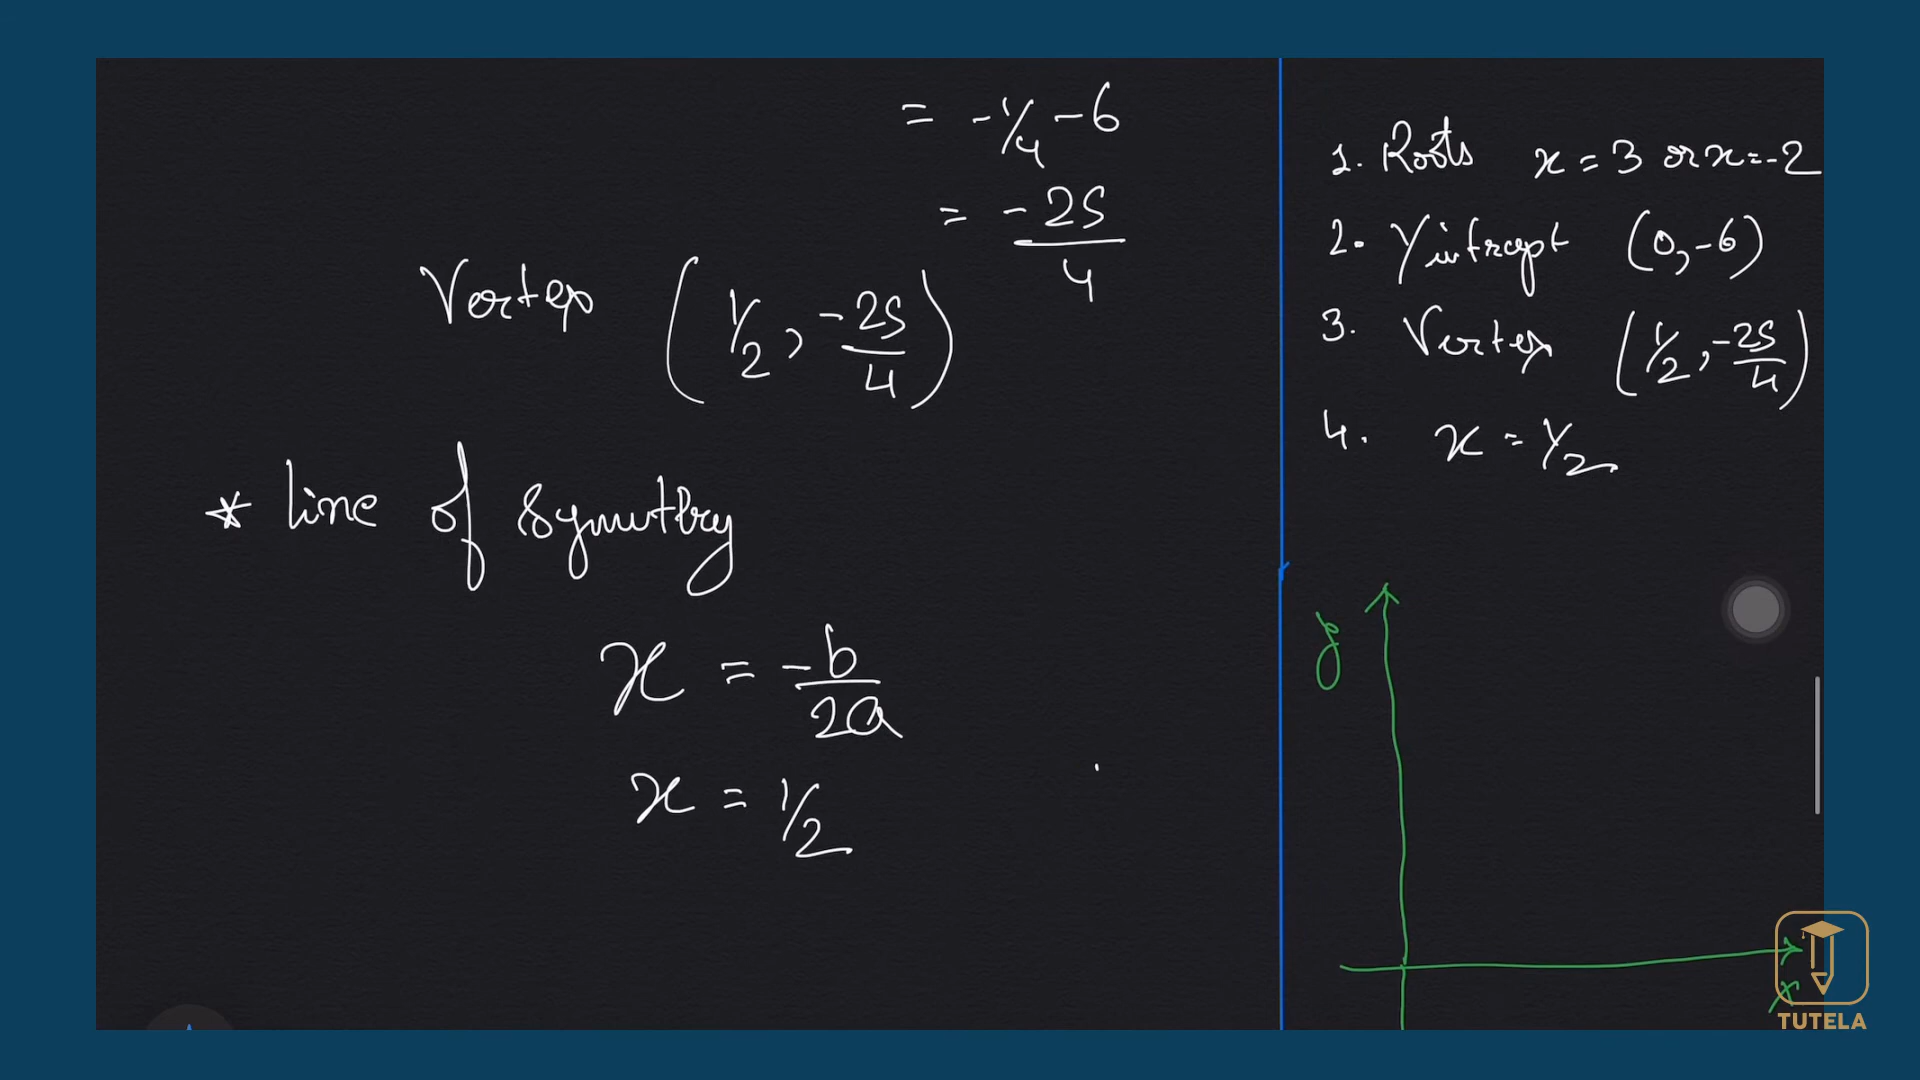 = -1/4 - 6
= -25/4
Vertex (1/2, -25/4)
* line of symmetry
x = -b/2a
x = 1/2
1. Roots x = 3 or x = -2
2. Y intrcept (0, -6)
3. Vertex (1/2, -25/4)
4. x = 1/2
y
x
TUTELA